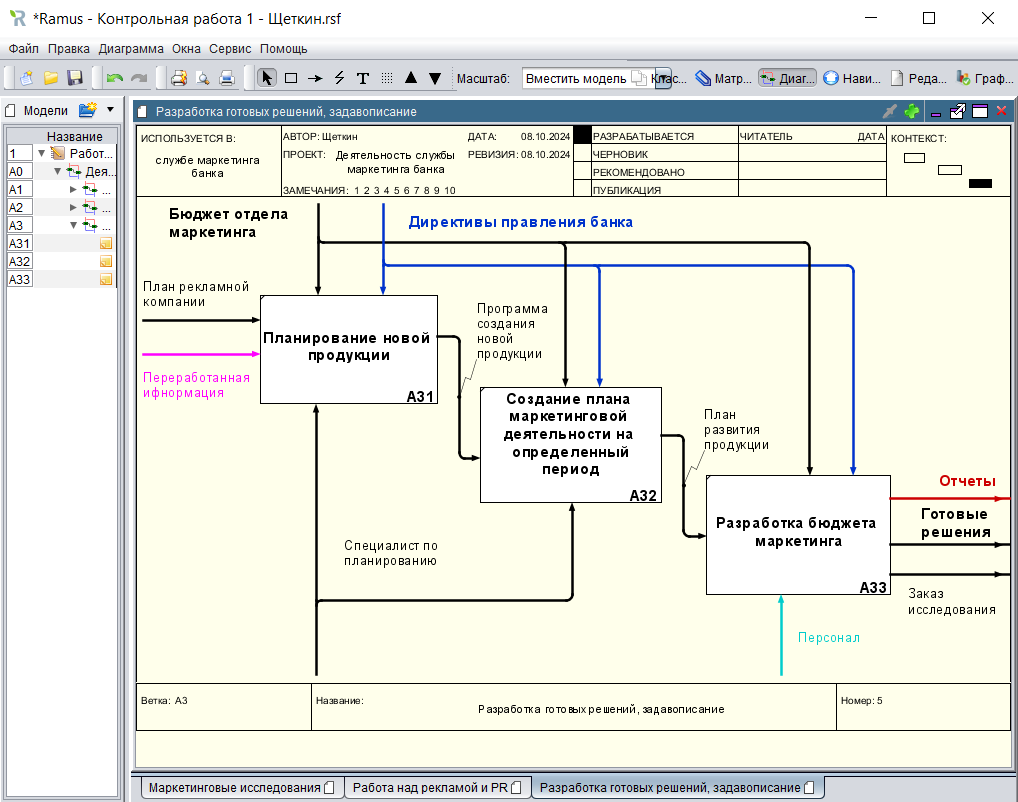 *Ramus - Контрольная работа 1 - Щеткин.rsf
Файл Правка Диаграмма Окна Сервис Помощь
Масштаб: Вместить модель Клас... Матр... Диаг... Нави... Реда... Граф...
Модели
Разработка готовых решений, задавописание
Название
1 Работ...
A0 Дея...
A1 ...
A2 ...
A3 ...
A31
A32
A33
ИСПОЛЬЗУЕТСЯ В:
службе маркетинга
банка
АВТОР: Щеткин
ДАТА: 08.10.2024
ПРОЕКТ: Деятельность службы
маркетинга банка
РЕВИЗИЯ: 08.10.2024
ЗАМЕЧАНИЯ: 1 2 3 4 5 6 7 8 9 10
РАЗРАБАТЫВАЕТСЯ
ЧЕРНОВИК
РЕКОМЕНДОВАНО
ПУБЛИКАЦИЯ
ЧИТАТЕЛЬ ДАТА
КОНТЕКСТ:
Бюджет отдела
маркетинга
Директивы правления банка
План рекламной
компании
Переработанная
ифнормация
Планирование новой
продукции
A31
Программа
создания
новой
продукции
Создание плана
маркетинговой
деятельности на
определенный
период
A32
План
развития
продукции
Разработка бюджета
маркетинга
A33
Отчеты
Готовые
решения
Заказ
исследования
Специалист по
планированию
Персонал
Ветка: A3
Название:
Разработка готовых решений, задавописание
Номер: 5
Маркетинговые исследования
Работа над рекламой и PR
Разработка готовых решений, задавописание